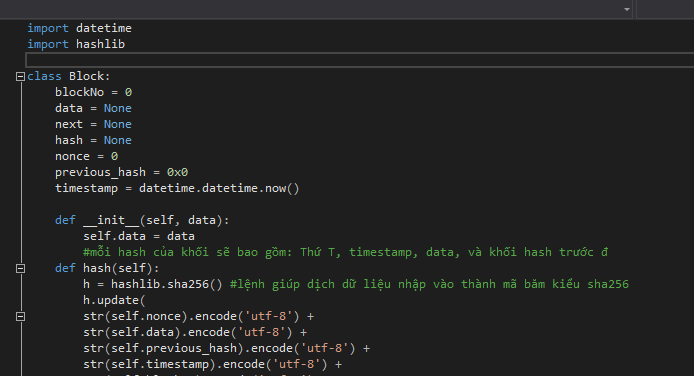 import datetime
import hashlib
class Block:
blockNo = 0
data = None
next = None
hash = None
nonce = 0
previous_hash = 0x0
timestamp = datetime.datetime.now()
def __init__(self, data):
self.data = data
#mỗi hash của khối sẽ bao gồm: Thứ T, timestamp, data, và khối hash trước đ
def hash(self):
h = hashlib.sha256() #lệnh giúp dịch dữ liệu nhập vào thành mã băm kiểu sha256
h.update(
str(self.nonce).encode('utf-8') +
str(self.data).encode('utf-8') +
str(self.previous_hash).encode('utf-8') +
str(self.timestamp).encode('utf-8') +